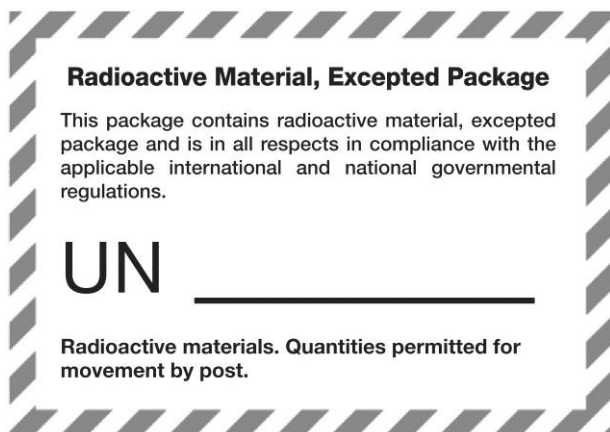 Radioactive Material, Excepted Package
This package contains radioactive material, excepted
package and is in all respects in compliance with the
applicable international and national governmental
regulations.
UN
Radioactive materials. Quantities permitted for
movement by post.